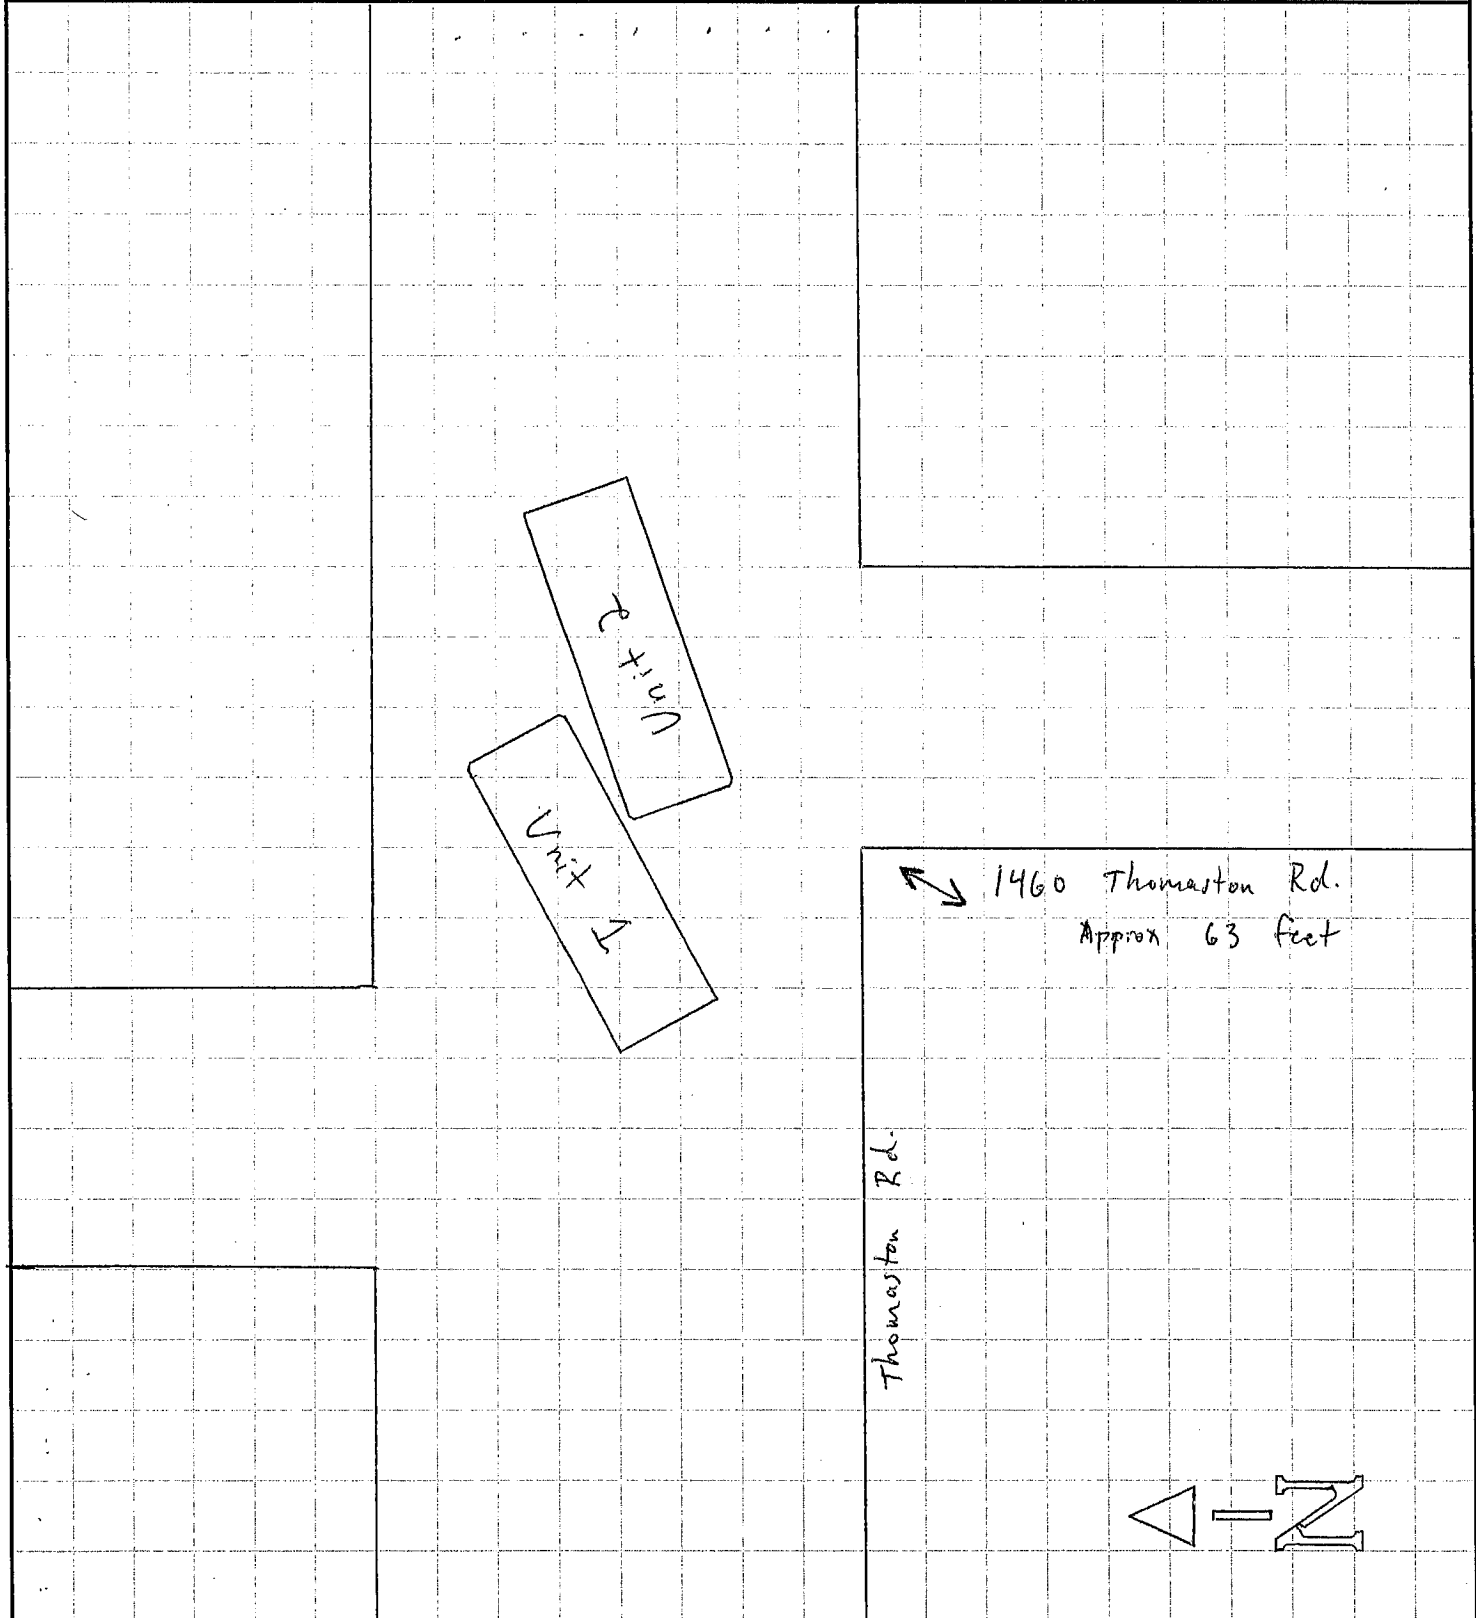 Unit 2
Unit 1
1460 Thomaston Rd.
Approx 63 feet
Thomaston Rd.
N